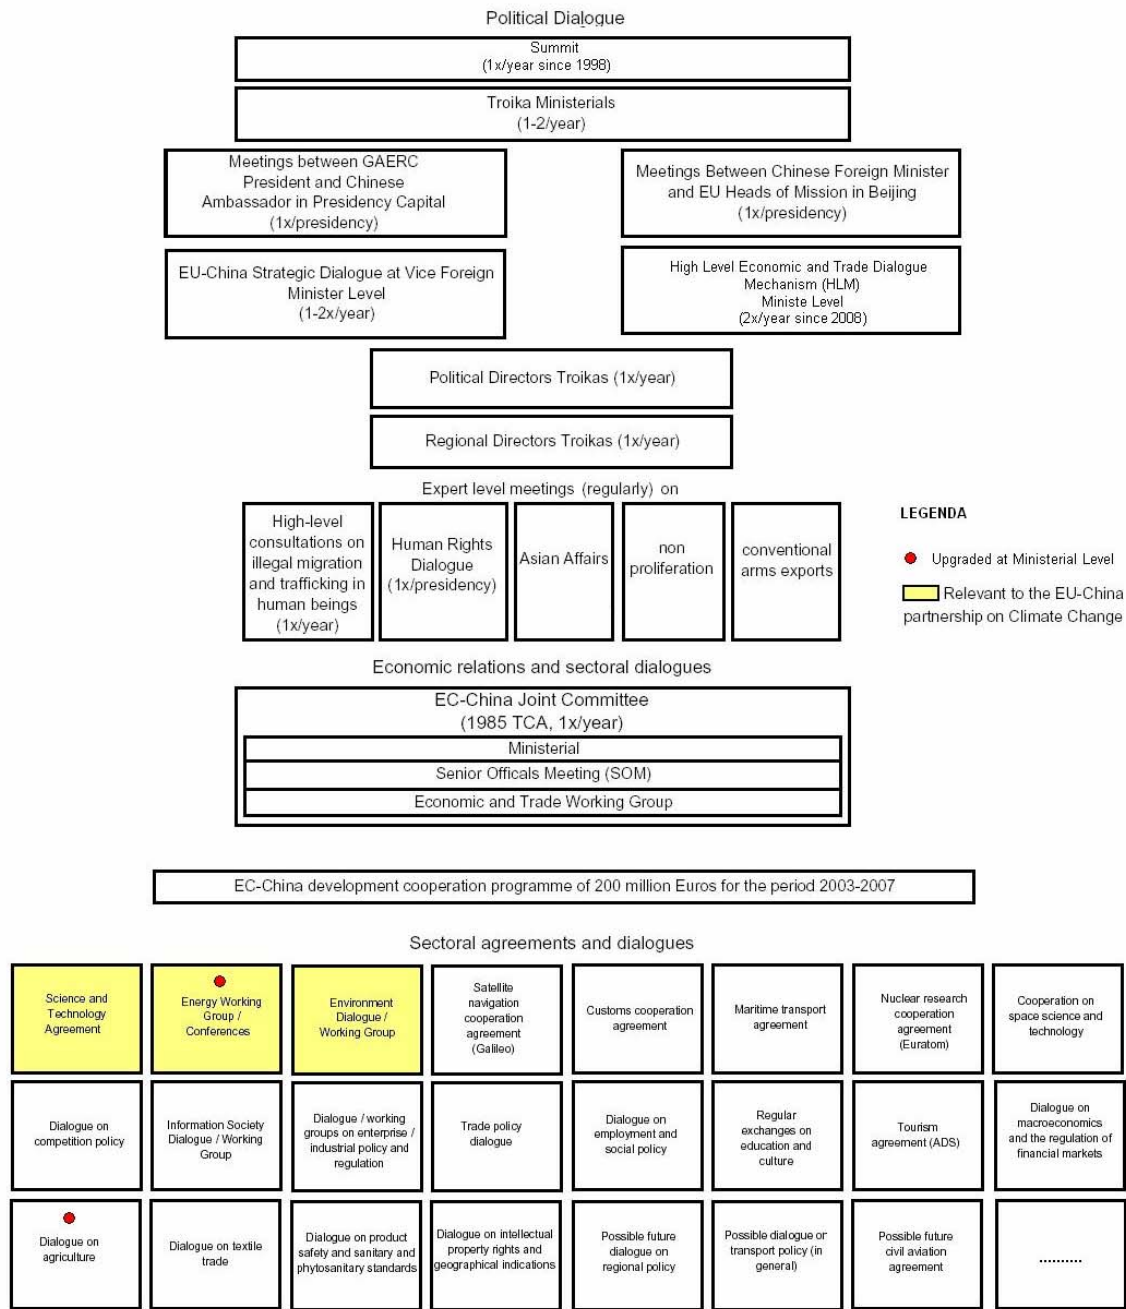 Political Dialogue
Summit
(1x/year since 1998)
Troika Ministerials
(1-2/year)
Meetings between GAERC
President and Chinese
Ambassador in Presidency Capital
(1x/presidency)
Meetings Between Chinese Foreign Minister
and EU Heads of Mission in Beijing
(1x/presidency)
EU-China Strategic Dialogue at Vice Foreign
Minister Level
(1-2x/year)
High Level Economic and Trade Dialogue
Mechanism (HLM)
Ministe Level
(2x/year since 2008)
Political Directors Troikas (1x/year)
Regional Directors Troikas (1x/year)
Expert level meetings (regularly) on
High-level
consultations on
illegal migration
and trafficking in
human beings
(1x/year)
Human Rights
Dialogue
(1x/presidency)
Asian Affairs
non
proliferation
conventional
arms exports
LEGENDA
Upgraded at Ministerial Level
Relevant to the EU-China
partnership on Climate Change
Economic relations and sectoral dialogues
EC-China Joint Committee
(1985 TCA, 1x/year)
Ministerial
Senior Officals Meeting (SOM)
Economic and Trade Working Group
EC-China development cooperation programme of 200 million Euros for the period 2003-2007
Sectoral agreements and dialogues
Science and
Technology
Agreement
Energy Working
Group /
Conferences
Environment
Dialogue /
Working Group
Satellite
navigation
cooperation
agreement
(Galileo)
Customs cooperation
agreement
Maritime transport
agreement
Nuclear research
cooperation
agreement
(Euratom)
Cooperation on
space science and
technology
Dialogue on
competition policy
Information Society
Dialogue / Working
Group
Dialogue / working
groups on enterprise /
industrial policy and
regulation
Trade policy
dialogue
Dialogue on
employment and
social policy
Regular
exchanges on
education and
culture
Tourism
agreement (ADS)
Dialogue on
macroeconomics
and the regulation of
financial markets
Dialogue on
agriculture
Dialogue on textile
trade
Dialogue on product
safety and sanitary and
phytosanitary standards
Dialogue on intellectual
property rights and
geographical indications
Possible future
dialogue on
regional policy
Possible dialogue on
transport policy (in
general)
Possible future
civil aviation
agreement
..........